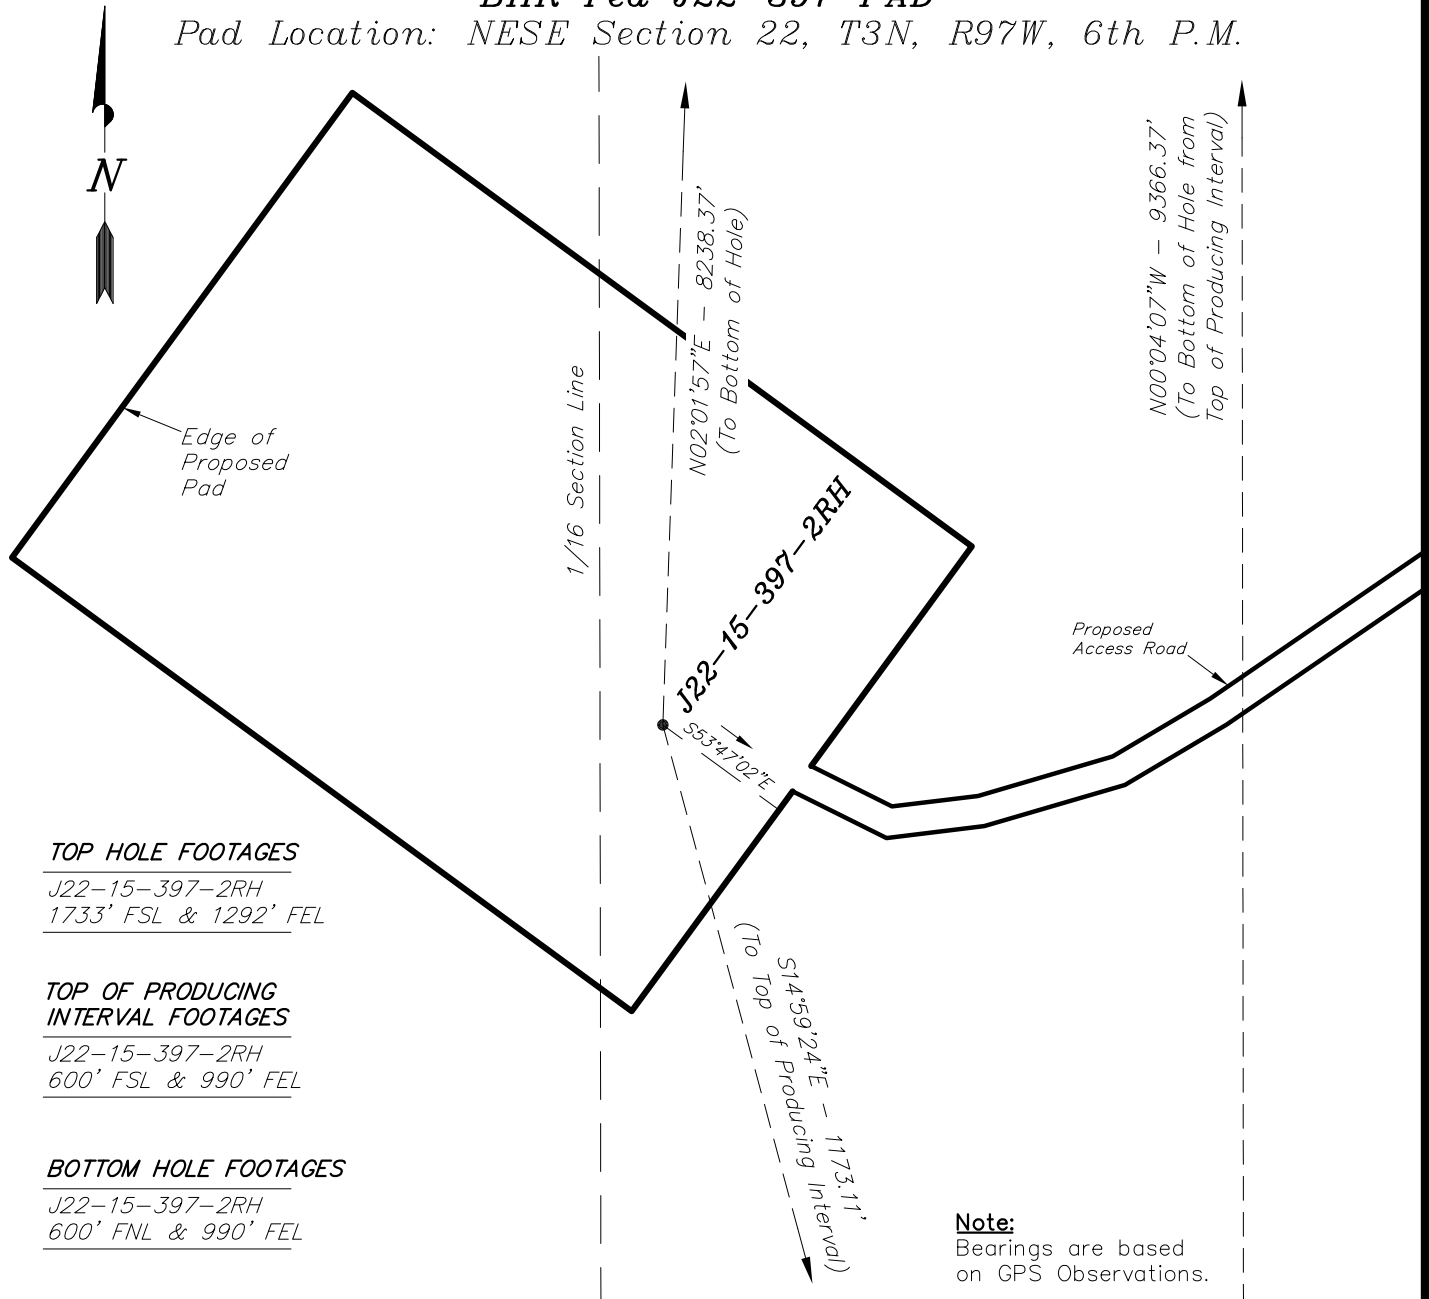 Pad Location: NESE Section 22, T3N, R97W, 6th P.M.
N
N02°01'57"E - 8238.37'
(To Bottom of Hole)
N00°04'07"W - 9366.37'
(To Bottom of Hole from
Top of Producing Interval)
1/16 Section Line
Edge of
Proposed
Pad
J22-15-397-2RH
Proposed
Access Road
S53°47'02"E
TOP HOLE FOOTAGES
J22-15-397-2RH
1733' FSL & 1292' FEL
TOP OF PRODUCING
INTERVAL FOOTAGES
J22-15-397-2RH
600' FSL & 990' FEL
BOTTOM HOLE FOOTAGES
J22-15-397-2RH
600' FNL & 990' FEL
S14°59'24"E - 1173.11'
(To Top of Producing Interval)
Note:
Bearings are based
on GPS Observations.